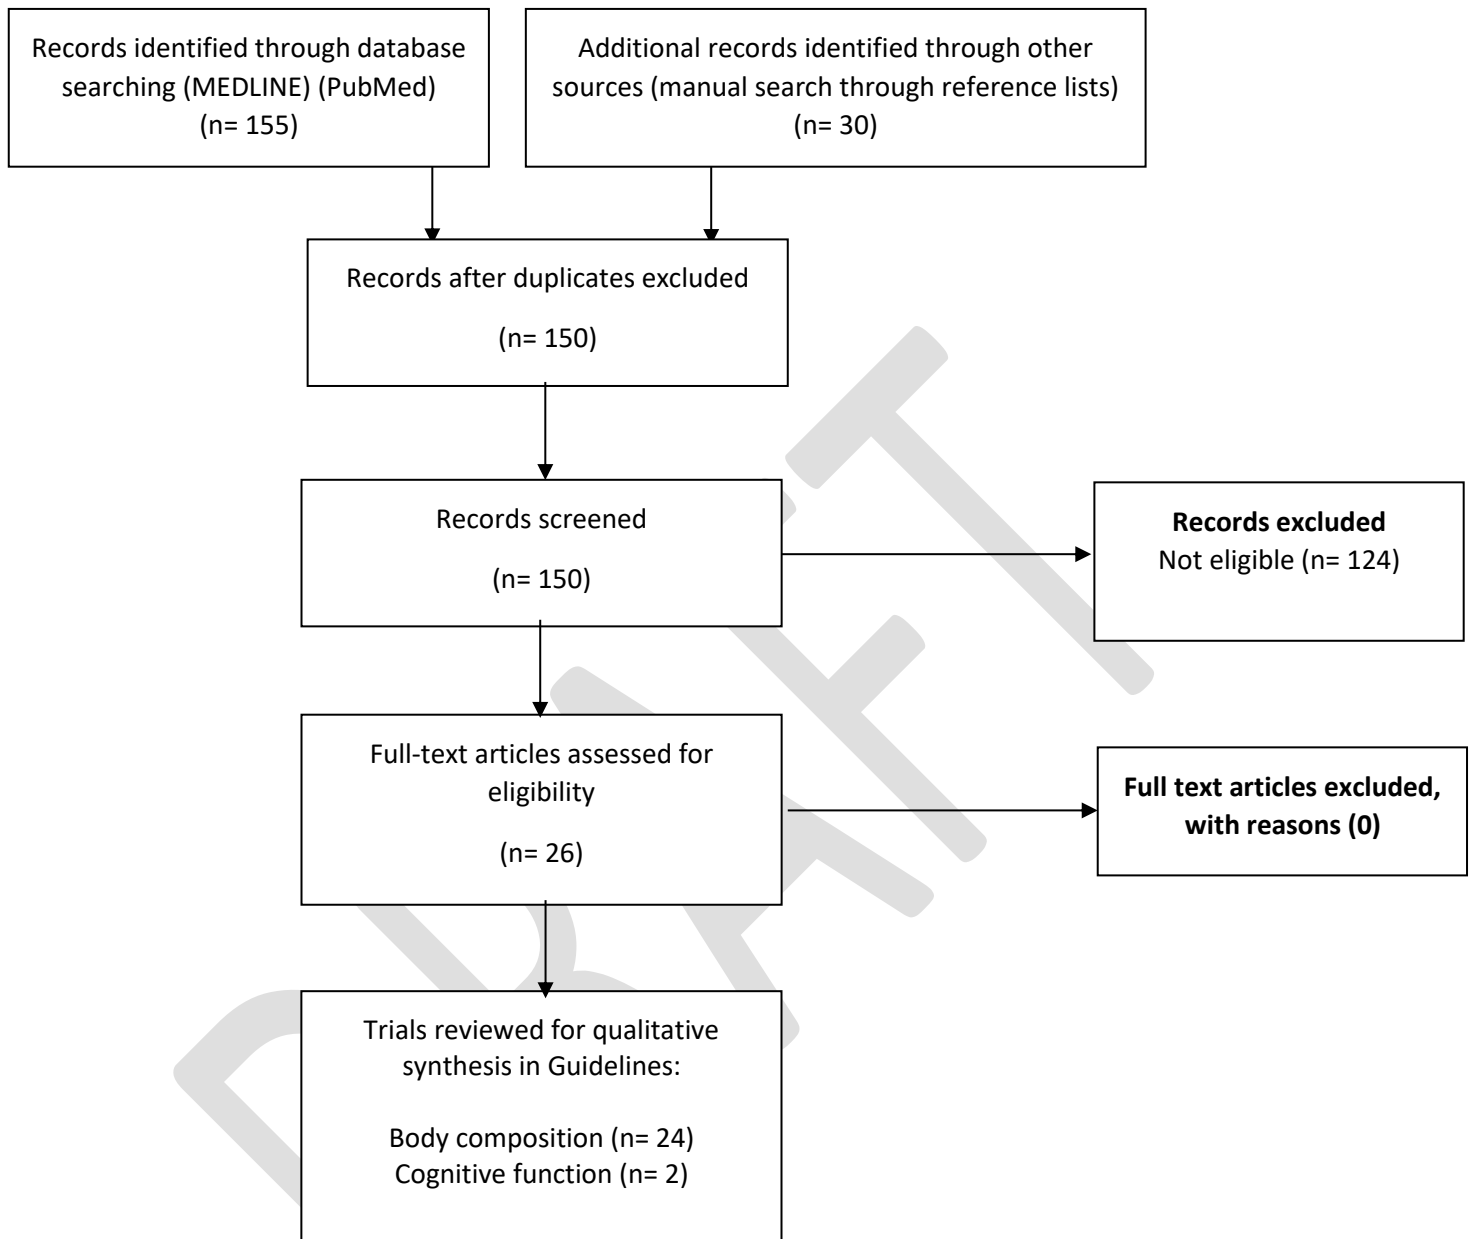 Records identified through database
searching (MEDLINE) (PubMed)
(n= 155)
Additional records identified through other
sources (manual search through reference lists)
(n= 30)
Records after duplicates excluded
(n= 150)
Records screened
(n= 150)
Records excluded
Not eligible (n= 124)
Full-text articles assessed for
eligibility
(n= 26)
Full text articles excluded,
with reasons (0)
Trials reviewed for qualitative
synthesis in Guidelines:
Body composition (n= 24)
Cognitive function (n= 2)
DRAFT